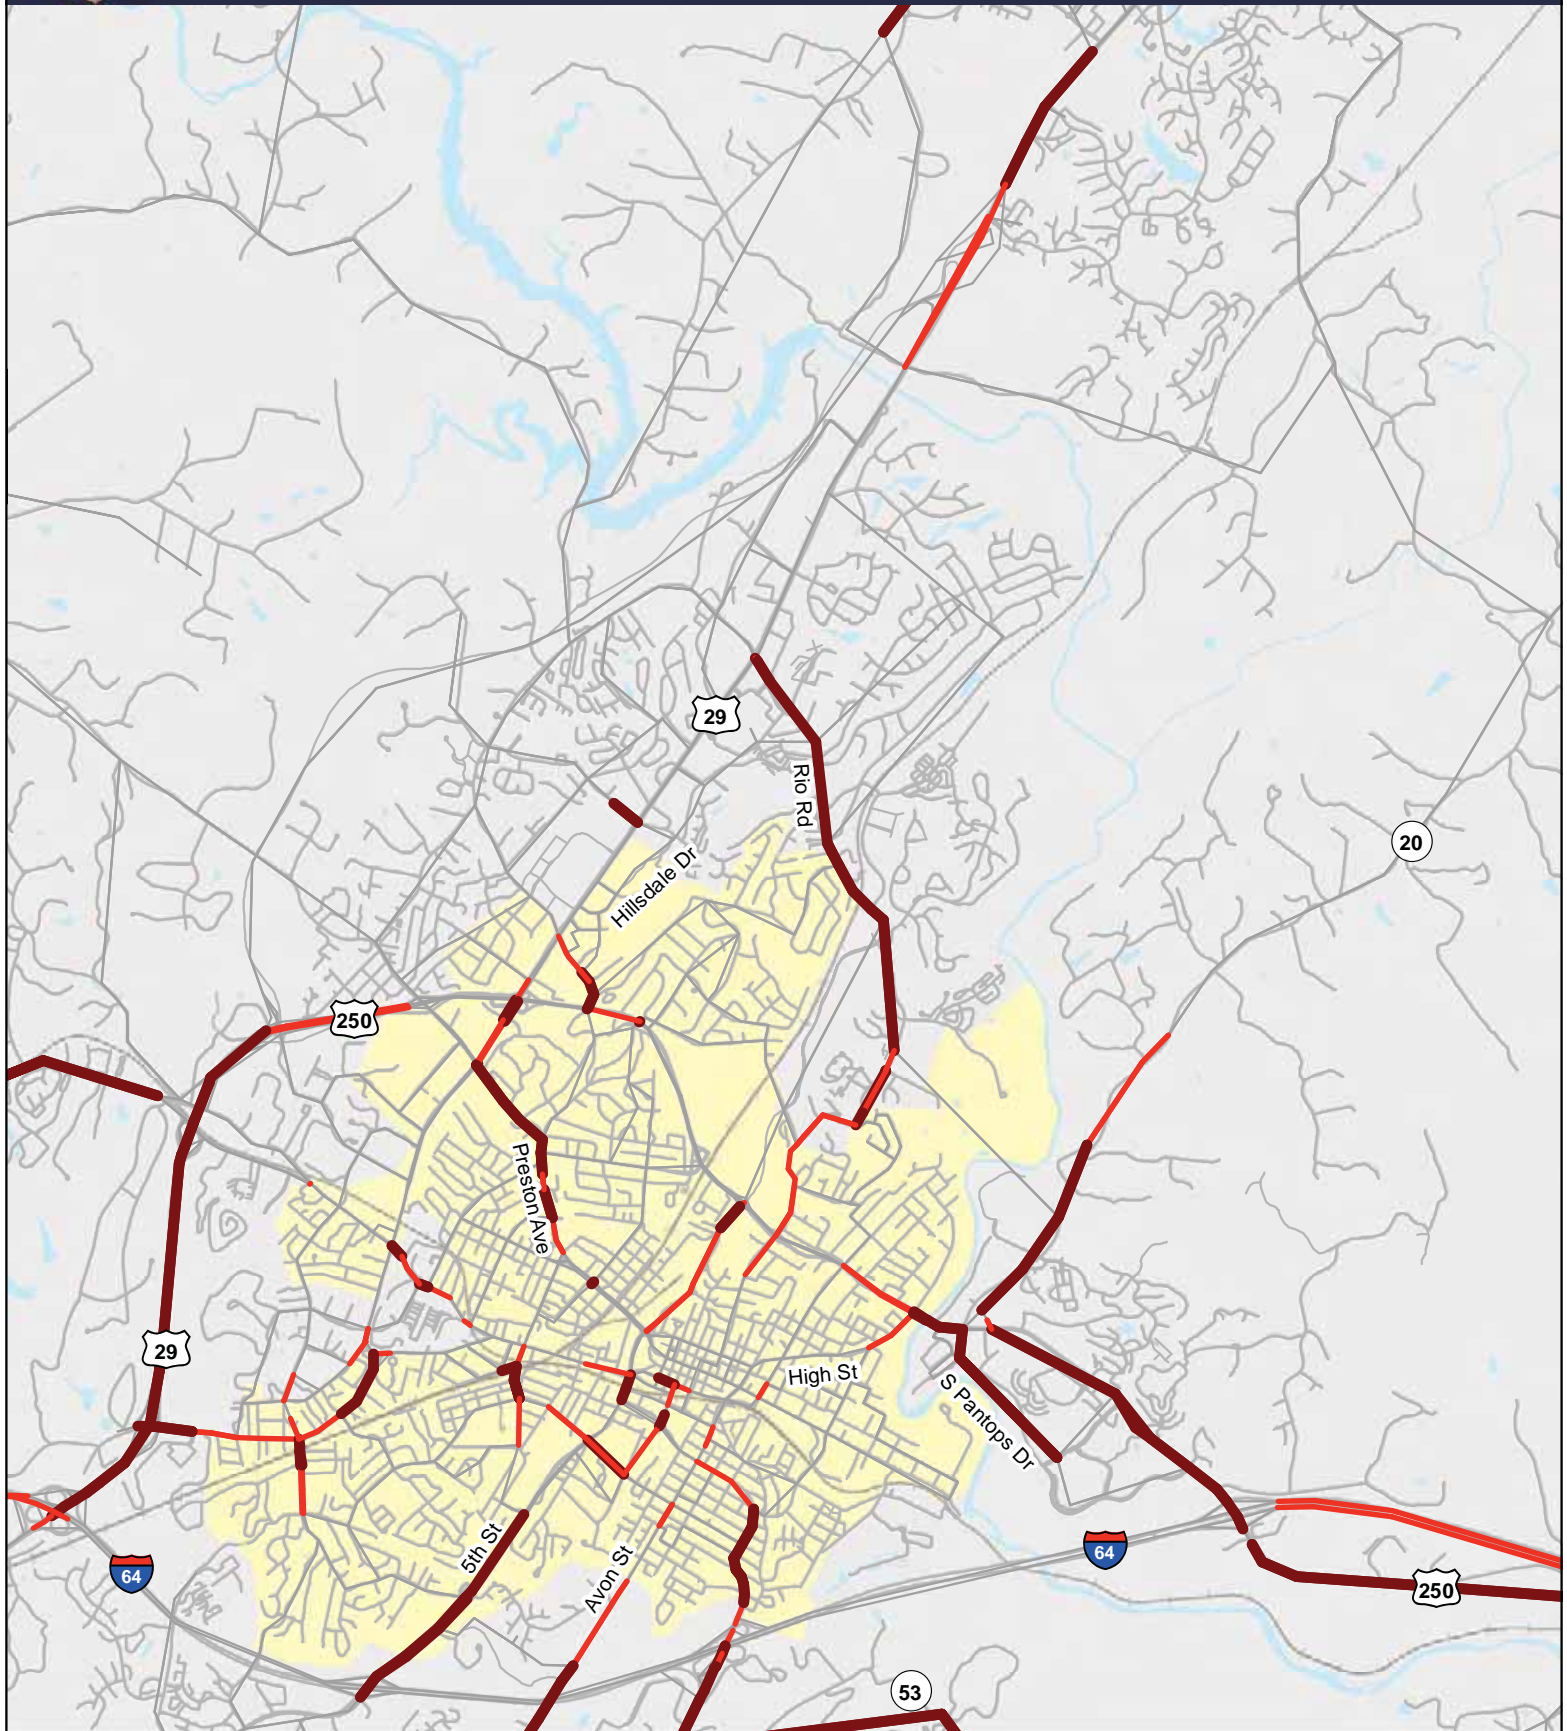 29
Rio Rd
20
Hillsdale Dr
250
Preston Ave
29
High St
S Pantops Dr
5th St
64
Avon St
64
250
53